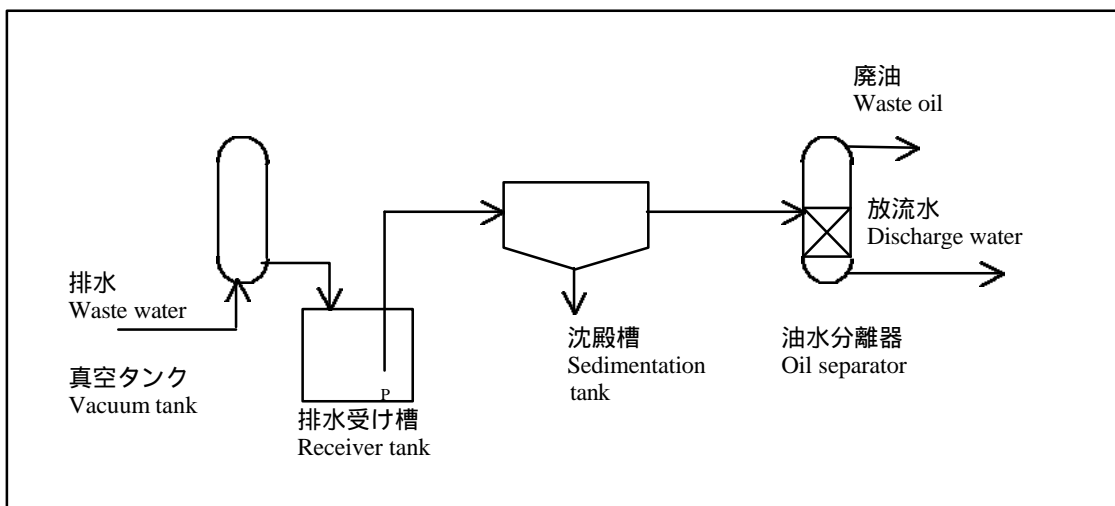 廃油
Waste oil
放流水
Discharge water
排水
Waste water
真空タンク
Vacuum tank
P
排水受け槽
Receiver tank
沈殿槽
Sedimentation
tank
油水分離器
Oil separator